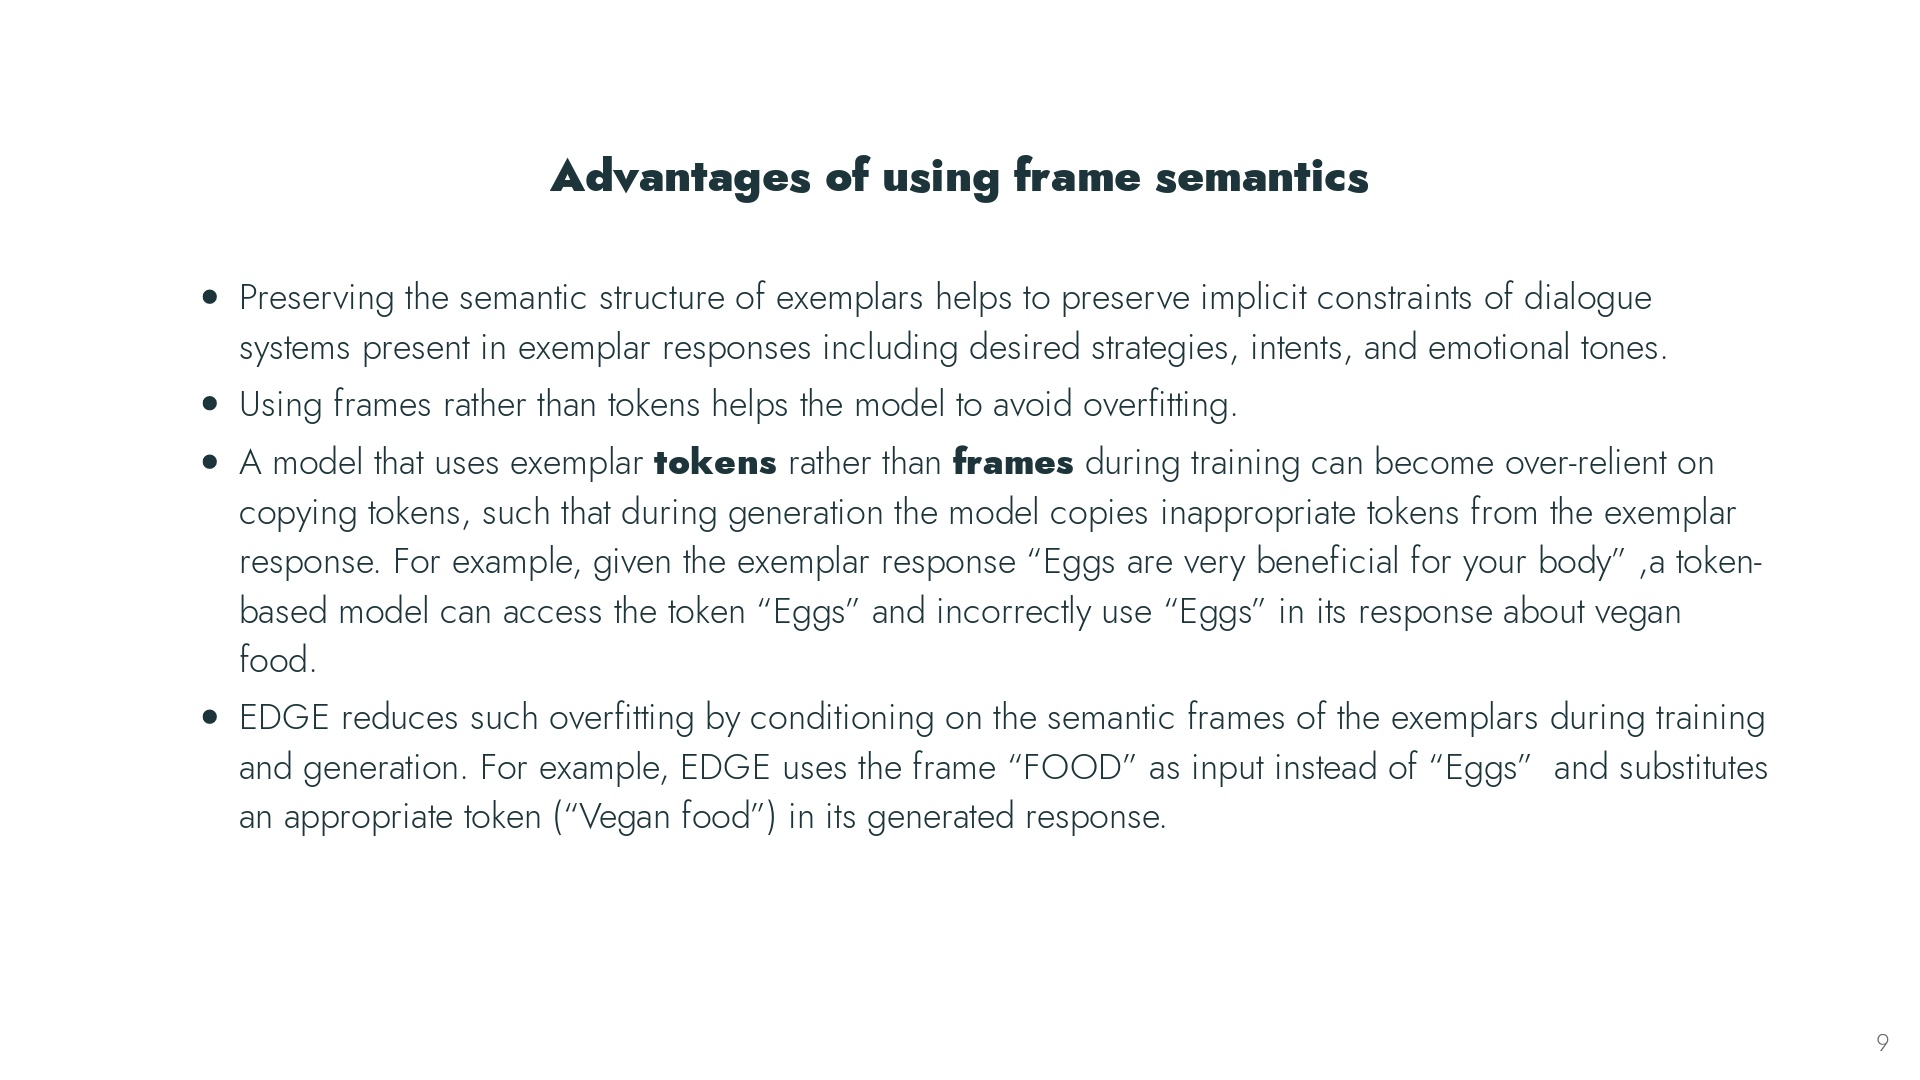 Advantages of using frame semantics
● Preserving the semantic structure of exemplars helps to preserve implicit constraints of dialogue
systems present in exemplar responses including desired strategies, intents, and emotional tones.
● Using frames rather than tokens helps the model to avoid overfitting.
● A model that uses exemplar tokens rather than frames during training can become over-relient on
copying tokens, such that during generation the model copies inappropriate tokens from the exemplar
response. For example, given the exemplar response “Eggs are very beneficial for your body” ,a token-
based model can access the token “Eggs” and incorrectly use “Eggs” in its response about vegan
food.
● EDGE reduces such overfitting by conditioning on the semantic frames of the exemplars during training
and generation. For example, EDGE uses the frame “FOOD” as input instead of “Eggs”  and substitutes
an appropriate token (“Vegan food”) in its generated response.
9